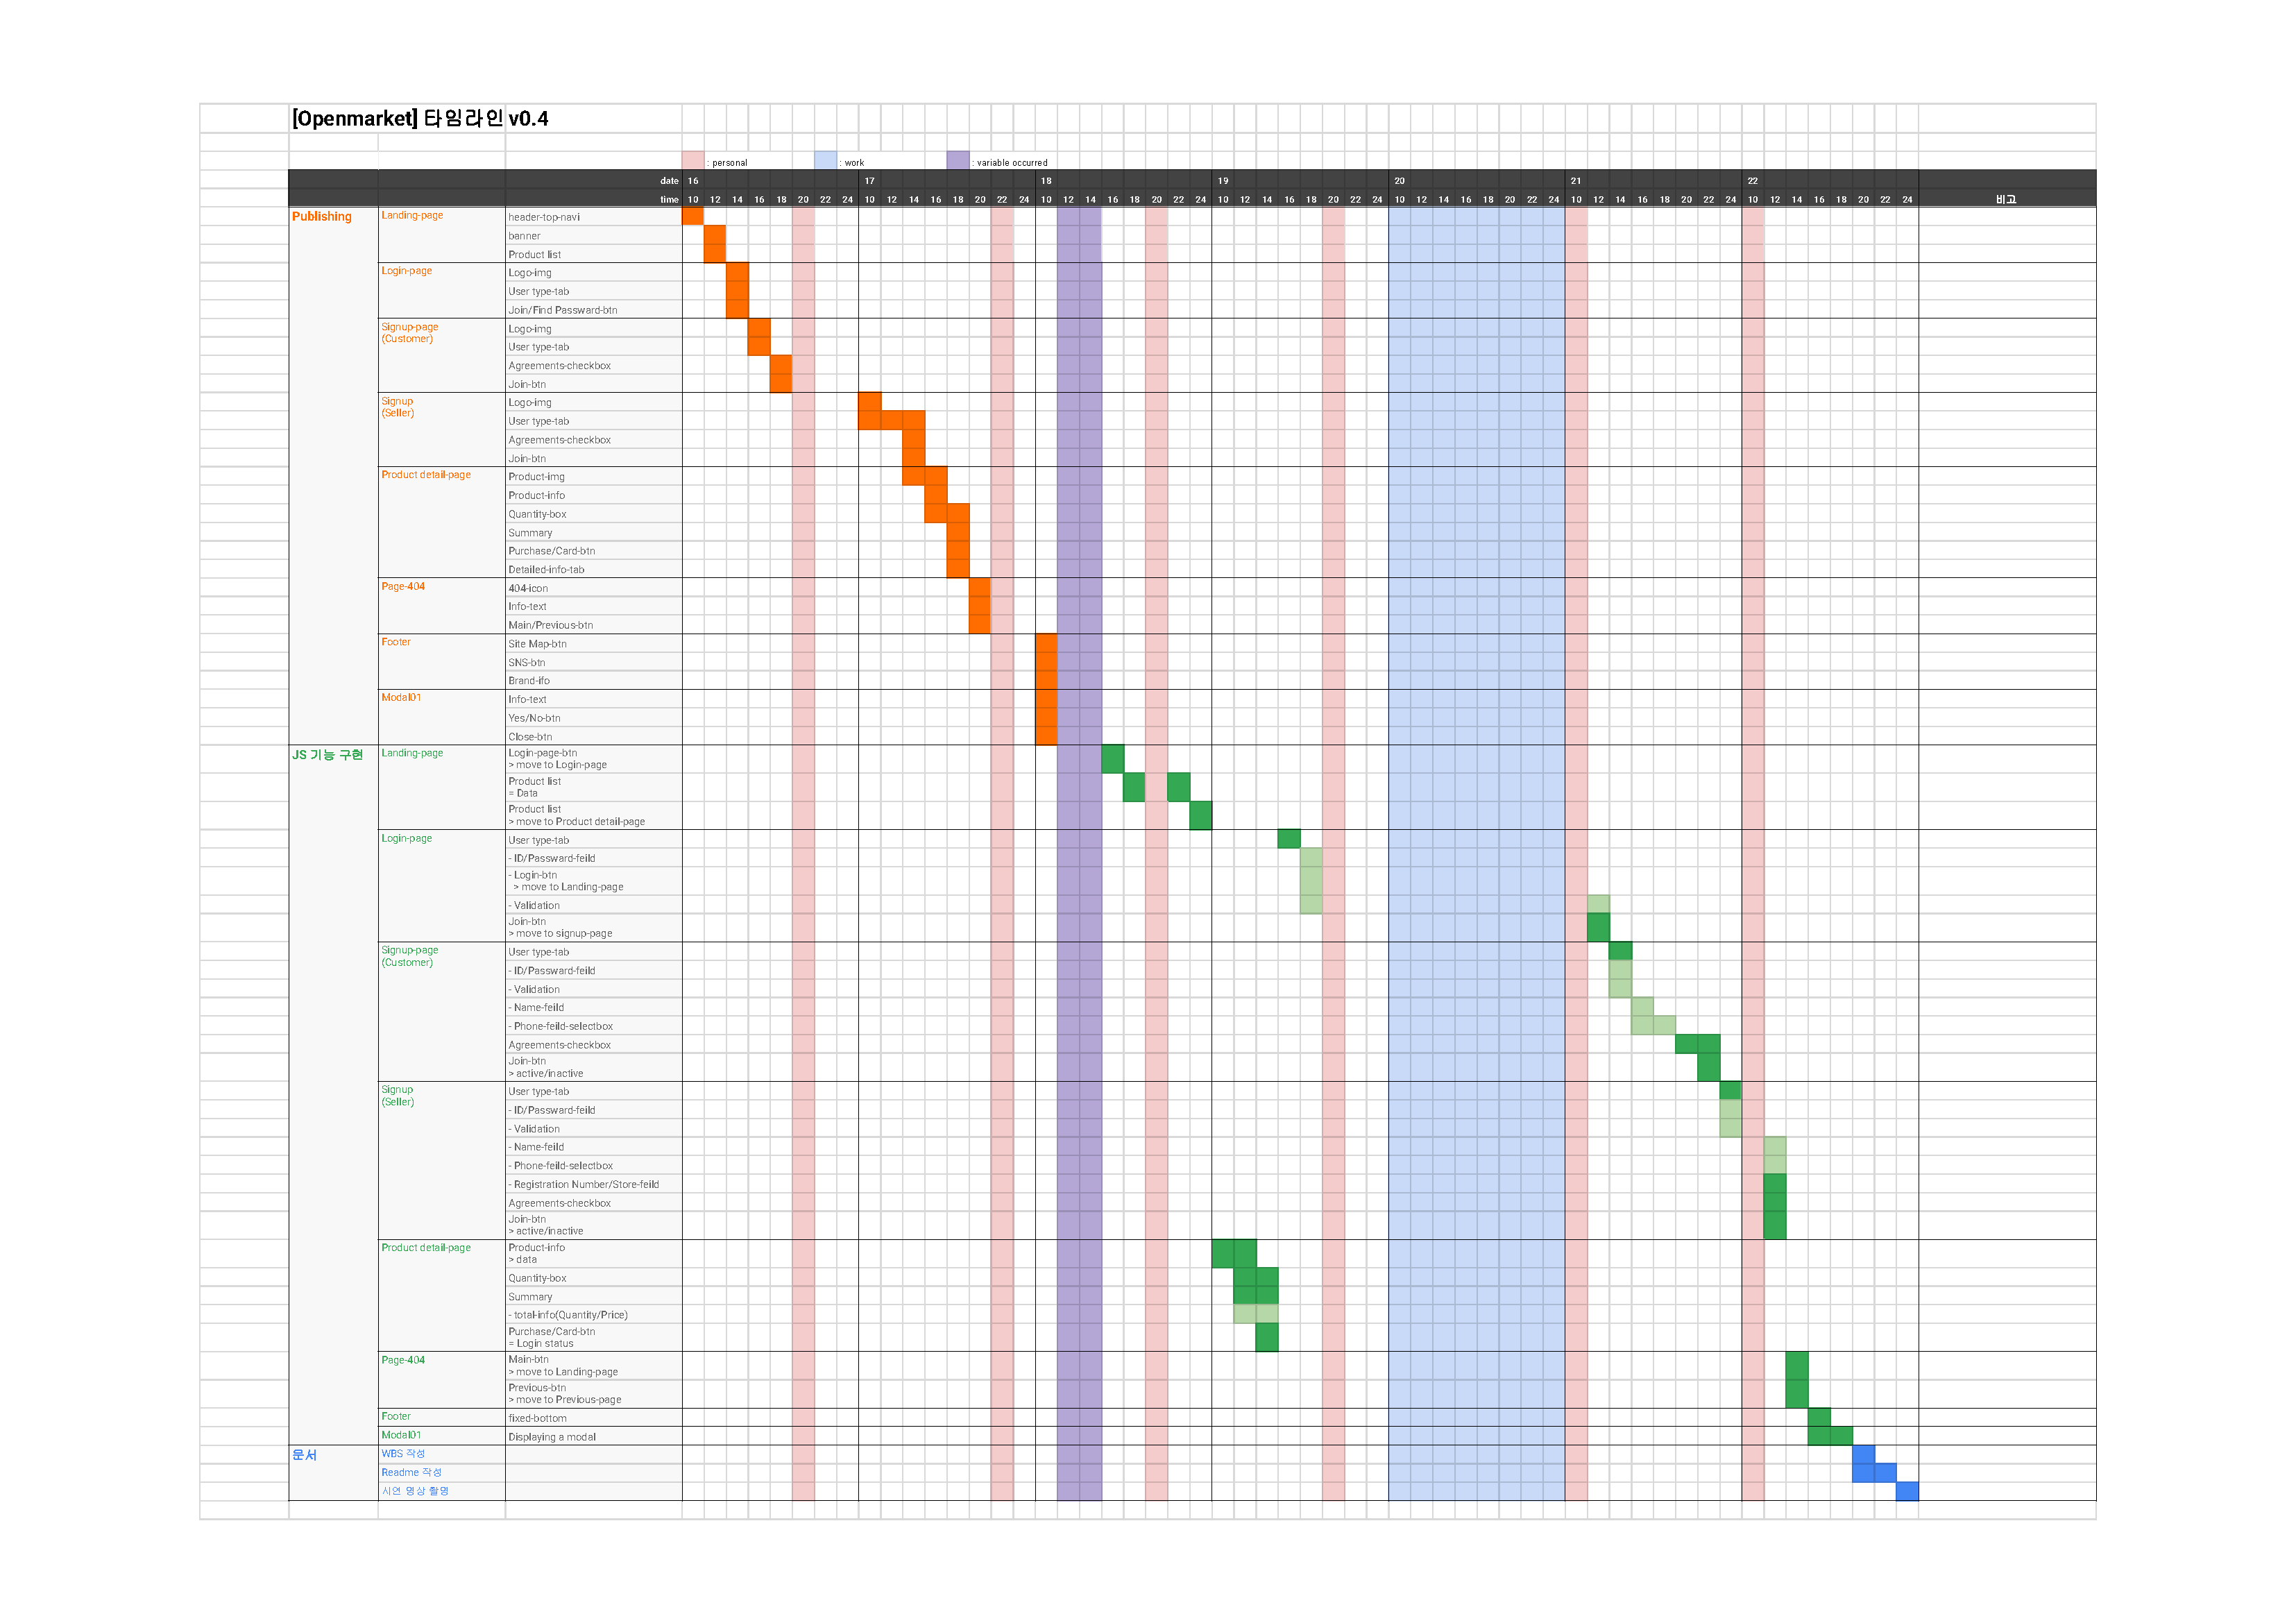 [Openmarket] 타임라인 v0.4
: personal : work : variable occurred
date 16 17 18 19 20 21 22
time 10 12 14 16 18 20 22 24 10 12 14 16 18 20 22 24 10 12 14 16 18 20 22 24 10 12 14 16 18 20 22 24 10 12 14 16 18 20 22 24 10 12 14 16 18 20 22 24 10 12 14 16 18 20 22 24 비고
Publishing Landing-page header-top-navi
banner
Product list
Login-page Logo-img
User type-tab
Join/Find Passward-btn
Signup-page Logo-img
(Customer)
User type-tab
Agreements-checkbox
Join-btn
Signup Logo-img
(Seller)
User type-tab
Agreements-checkbox
Join-btn
Product detail-page Product-img
Product-info
Quantity-box
Summary
Purchase/Card-btn
Detailed-info-tab
Page-404 404-icon
Info-text
Main/Previous-btn
Footer Site Map-btn
SNS-btn
Brand-ifo
Modal01 Info-text
Yes/No-btn
Close-btn
JS 기능 구현 Landing-page Login-page-btn
> move to Login-page
Product list
= Data
Product list
> move to Product detail-page
Login-page User type-tab
- ID/Passward-feild
- Login-btn
> move to Landing-page
- Validation
Join-btn
> move to signup-page
Signup-page User type-tab
(Customer)
- ID/Passward-feild
- Validation
- Name-feild
- Phone-feild-selectbox
Agreements-checkbox
Join-btn
> active/inactive
Signup User type-tab
(Seller)
- ID/Passward-feild
- Validation
- Name-feild
- Phone-feild-selectbox
- Registration Number/Store-feild
Agreements-checkbox
Join-btn
> active/inactive
Product detail-page Product-info
> data
Quantity-box
Summary
- total-info(Quantity/Price)
Purchase/Card-btn
= Login status
Page-404 Main-btn
> move to Landing-page
Previous-btn
> move to Previous-page
Footer fixed-bottom
Modal01 Displaying a modal
문서 WBS 작성
Readme 작성
시연 영상 촬영